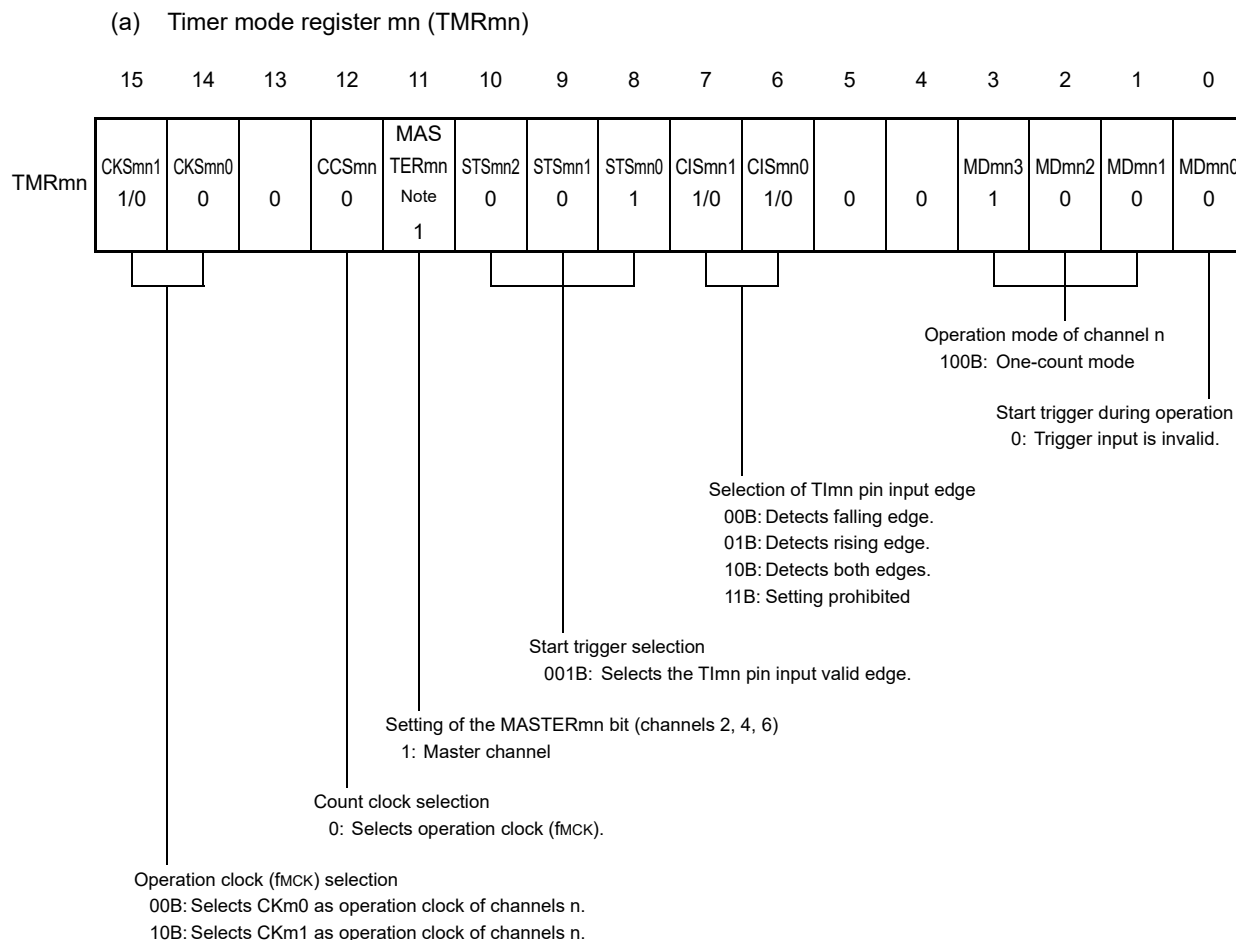 (a) Timer mode register mn (TMRmn)
15 14 13 12 11 10 9 8 7 6 5 4 3 2 1 0
MAS
CKSmn1 CKSmn0 CCSmn TERmn STSmn2 STSmn1 STSmn0 CISmn1 CISmn0 MDmn3 MDmn2 MDmn1 MDmn0
TMRmn 1/0 0 0 0 Note 0 0 1 1/0 1/0 0 0 1 0 0 0
1
Operation mode of channel n
100B: One-count mode
Start trigger during operation
0: Trigger input is invalid.
Selection of TImn pin input edge
00B: Detects falling edge.
01B: Detects rising edge.
10B: Detects both edges.
11B: Setting prohibited
Start trigger selection
001B: Selects the TImn pin input valid edge.
Setting of the MASTERmn bit (channels 2, 4, 6)
1: Master channel
Count clock selection
0: Selects operation clock (fMCK).
Operation clock (fMCK) selection
00B: Selects CKm0 as operation clock of channels n.
10B: Selects CKm1 as operation clock of channels n.